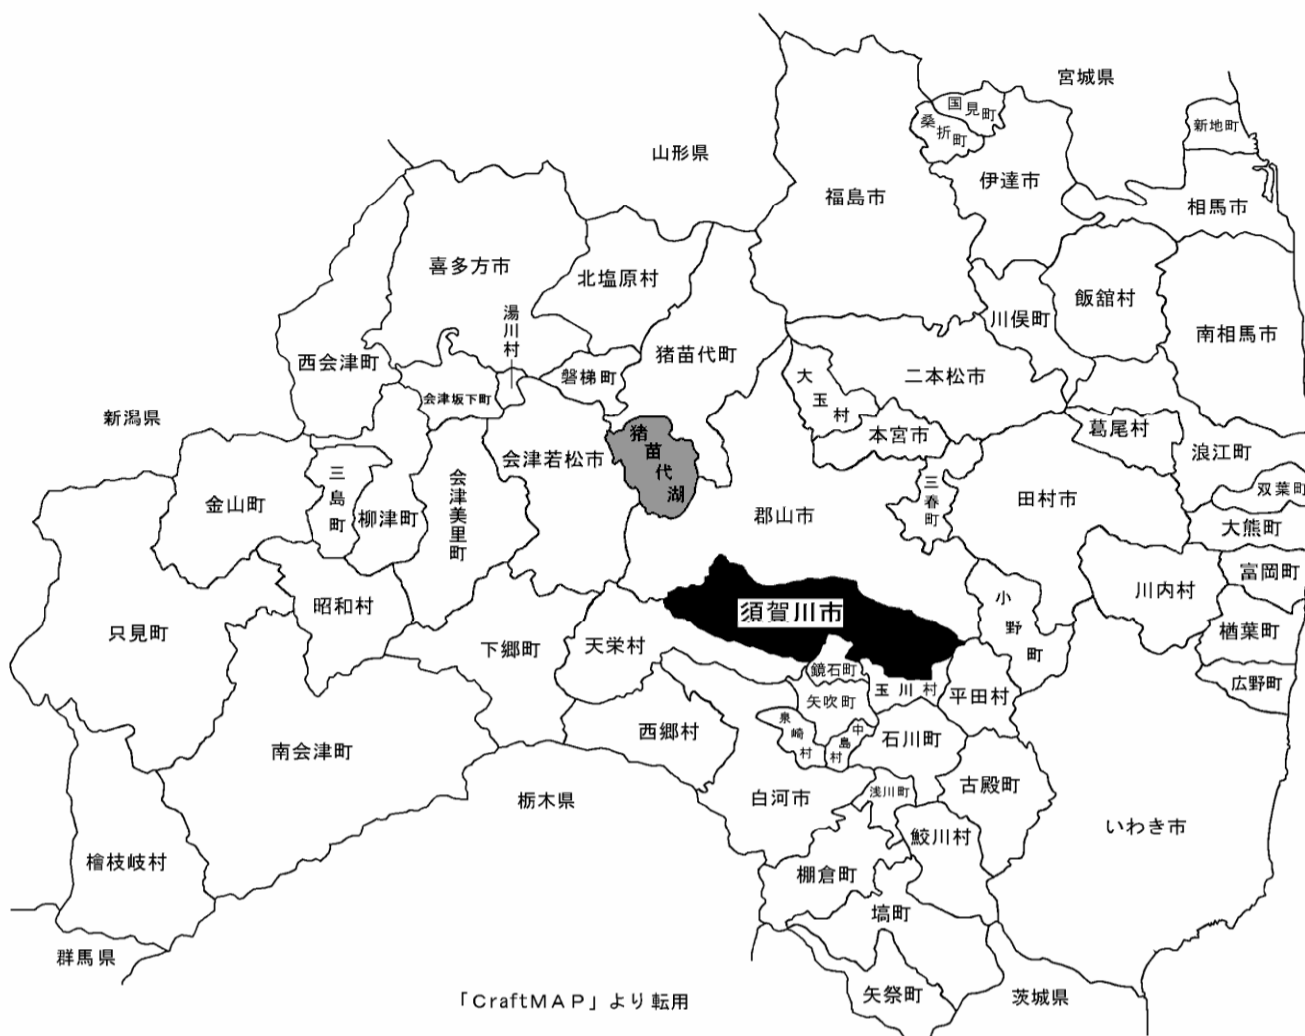 宮城県
国見町
桑折町
新地町
山形県
伊達市
福島市
相馬市
喜多方市
北塩原村
飯舘村
湯川村
川俣町
南相馬市
西会津町
猪苗代町
磐梯町
二本松市
大玉村
会津坂下町
新潟県
葛尾村
本宮市
猪苗代湖
会津若松市
浪江町
三島町
会津美里町
三春町
双葉町
金山町
柳津町
田村市
郡山市
大熊町
富岡町
川内村
昭和村
須賀川市
小野町
只見町
楢葉町
下郷町
天栄村
鏡石町
広野町
玉川村
平田村
矢吹町
泉崎村
中島村
西郷村
石川町
南会津町
古殿町
白河市
浅川町
栃木県
いわき市
鮫川村
檜枝岐村
棚倉町
塙町
群馬県
矢祭町
茨城県
「CraftMAP」より転用